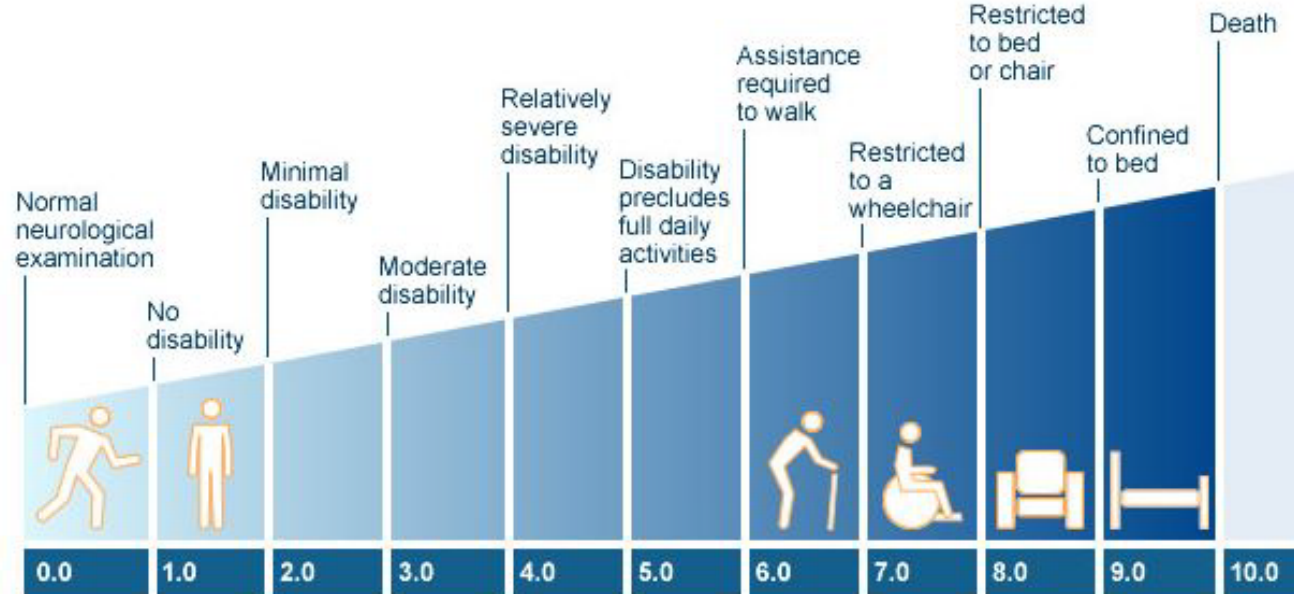 Normal
neurological
examination
No
disability
Minimal
disability
Moderate
disability
Relatively
severe
disability
Disability
precludes
full daily
activities
Assistance
required
to walk
Restricted
to a
wheelchair
Restricted
to bed
or chair
Confined
to bed
Death
0.0 1.0 2.0 3.0 4.0 5.0 6.0 7.0 8.0 9.0 10.0